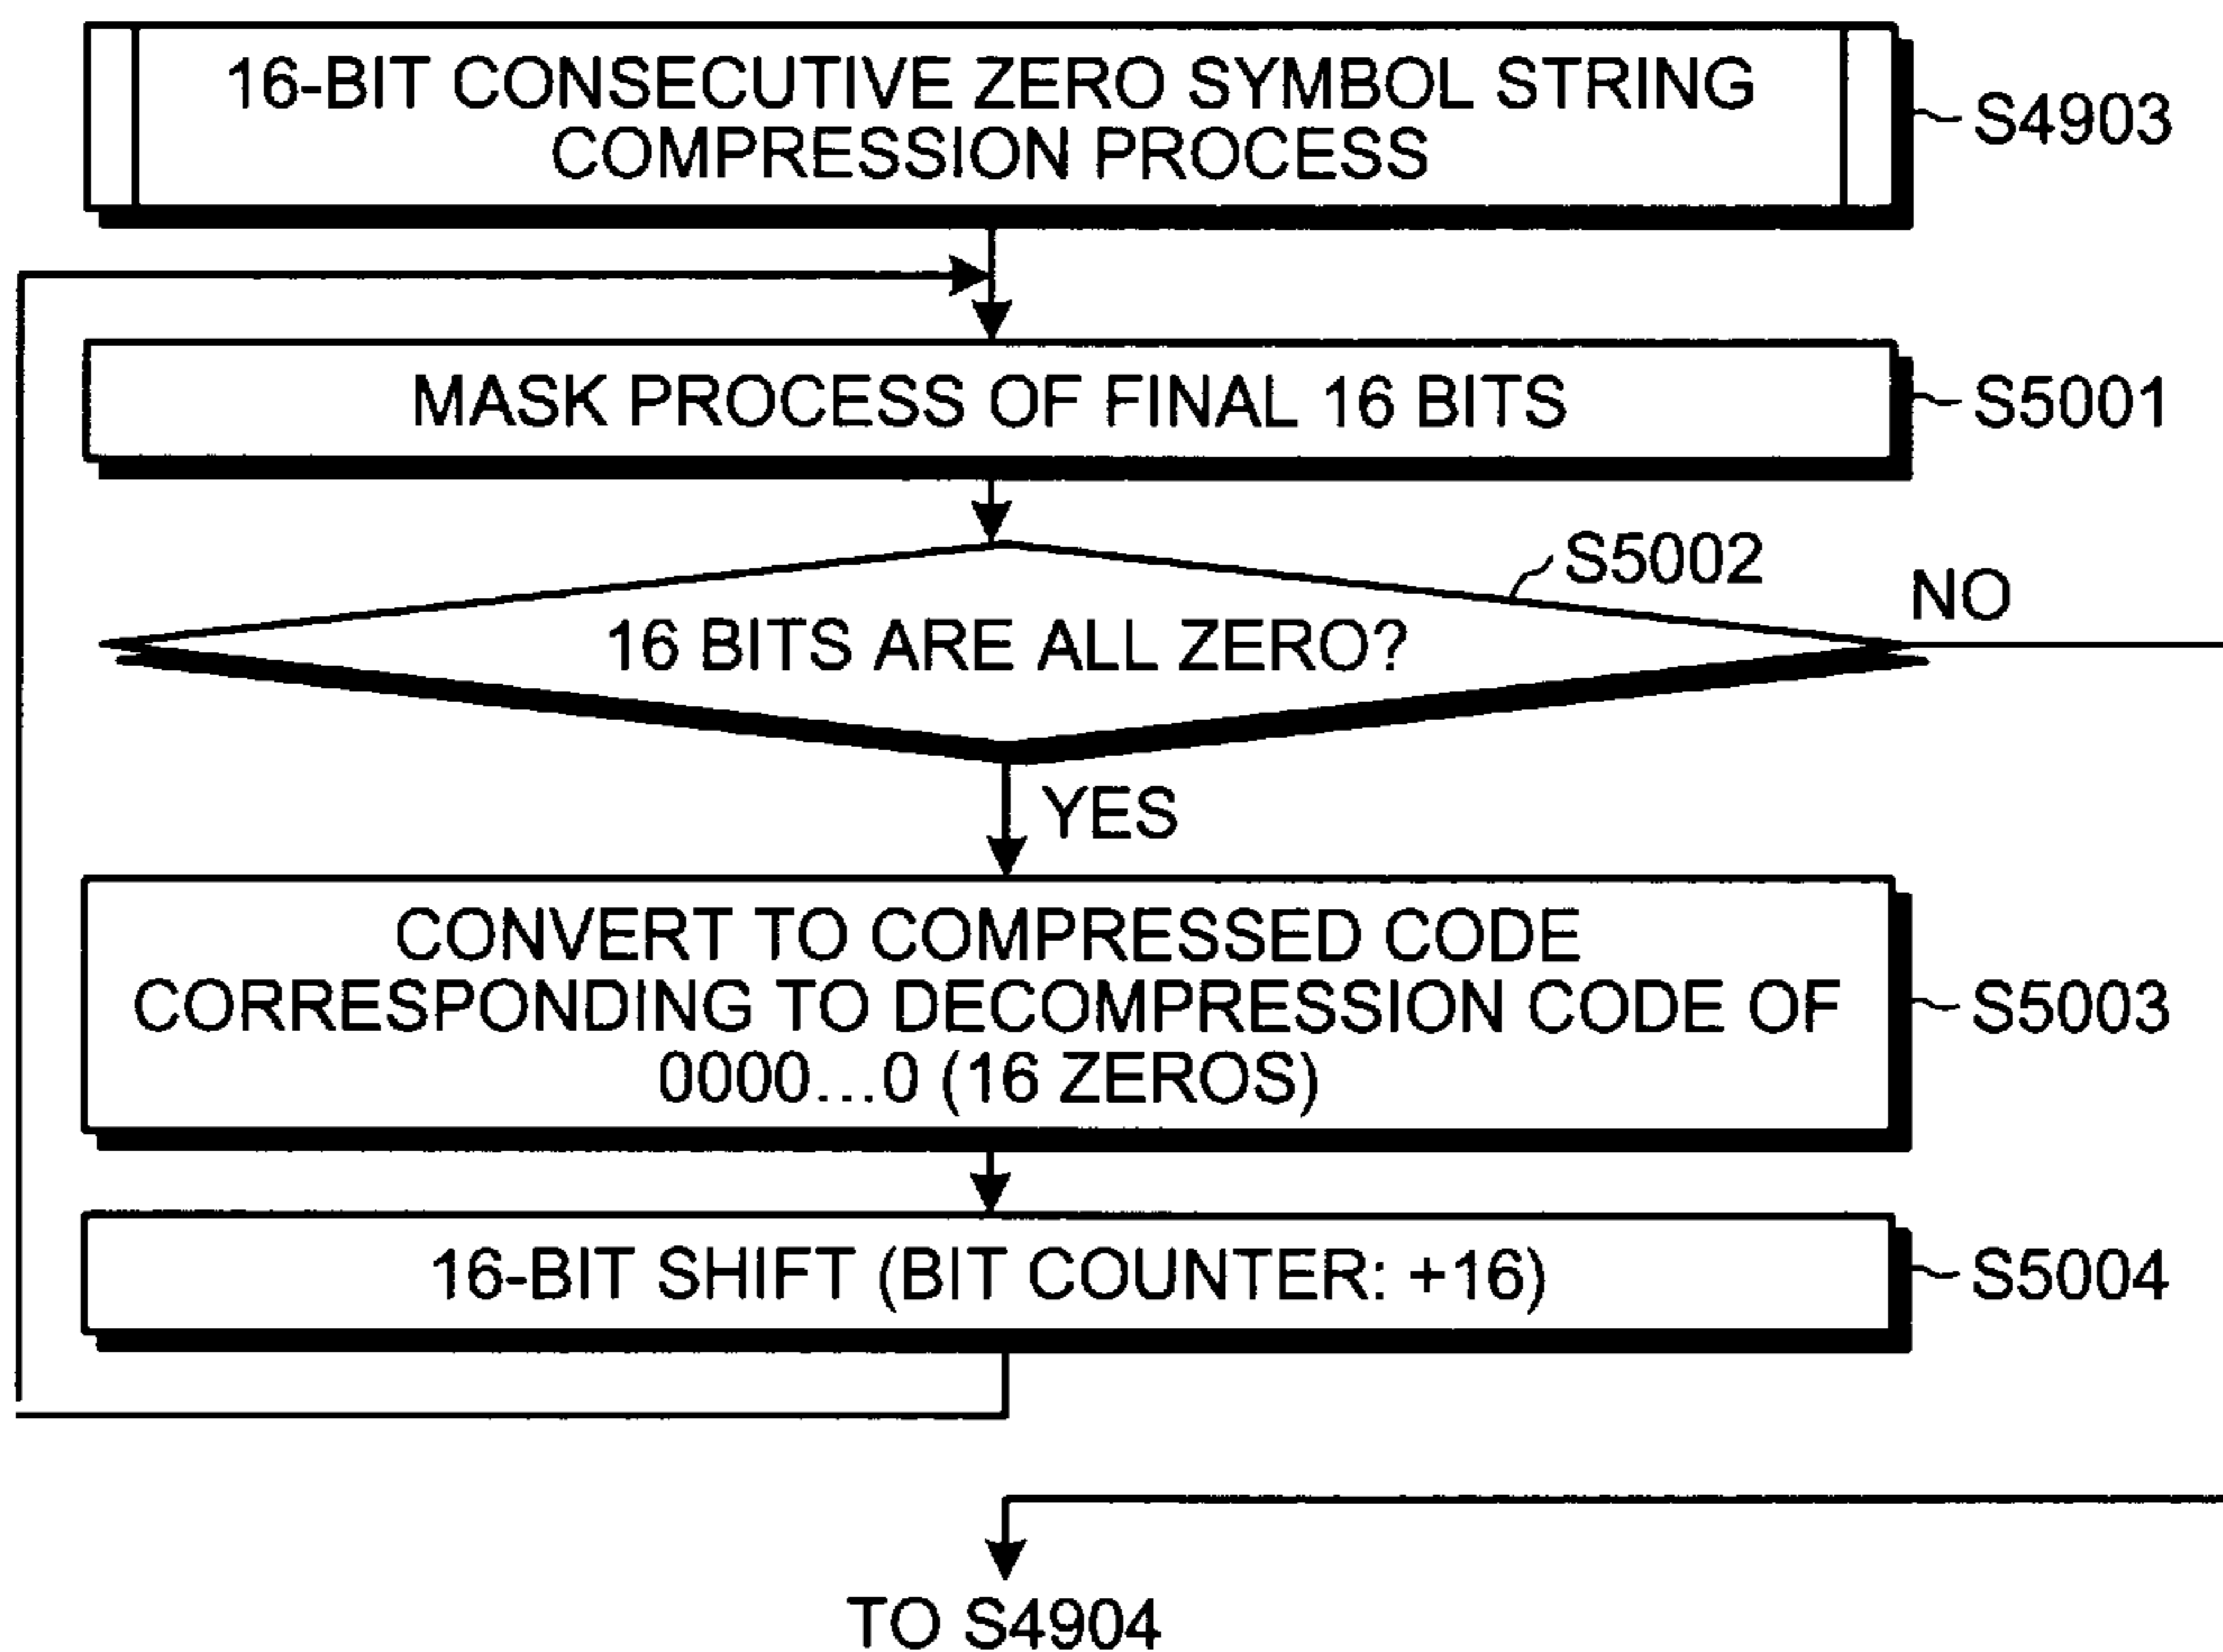 16-BIT CONSECUTIVE ZERO SYMBOL STRING
COMPRESSION PROCESS
S4903
MASK PROCESS OF FINAL 16 BITS
S5001
S5002
NO
16 BITS ARE ALL ZERO?
YES
CONVERT TO COMPRESSED CODE
CORRESPONDING TO DECOMPRESSION CODE OF
0000...0 (16 ZEROS)
S5003
16-BIT SHIFT (BIT COUNTER: +16)
S5004
TO S4904